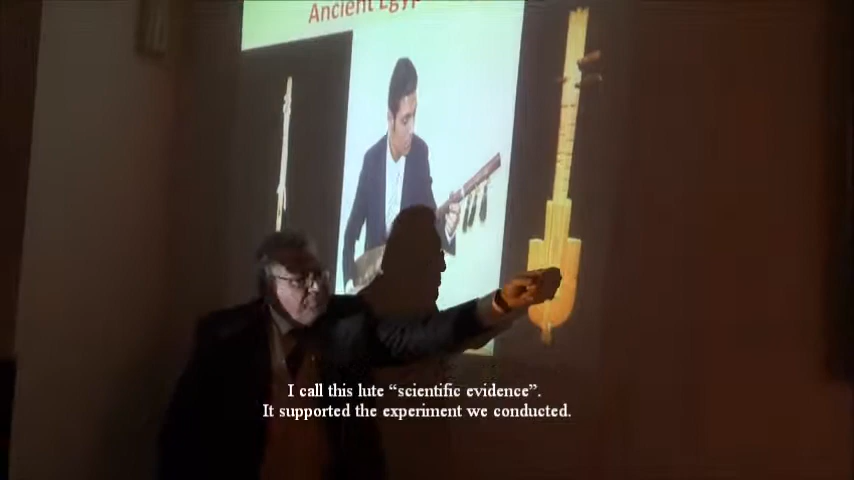 Ancient Egyp
I call this lute “scientific evidence”.
It supported the experiment we conducted.